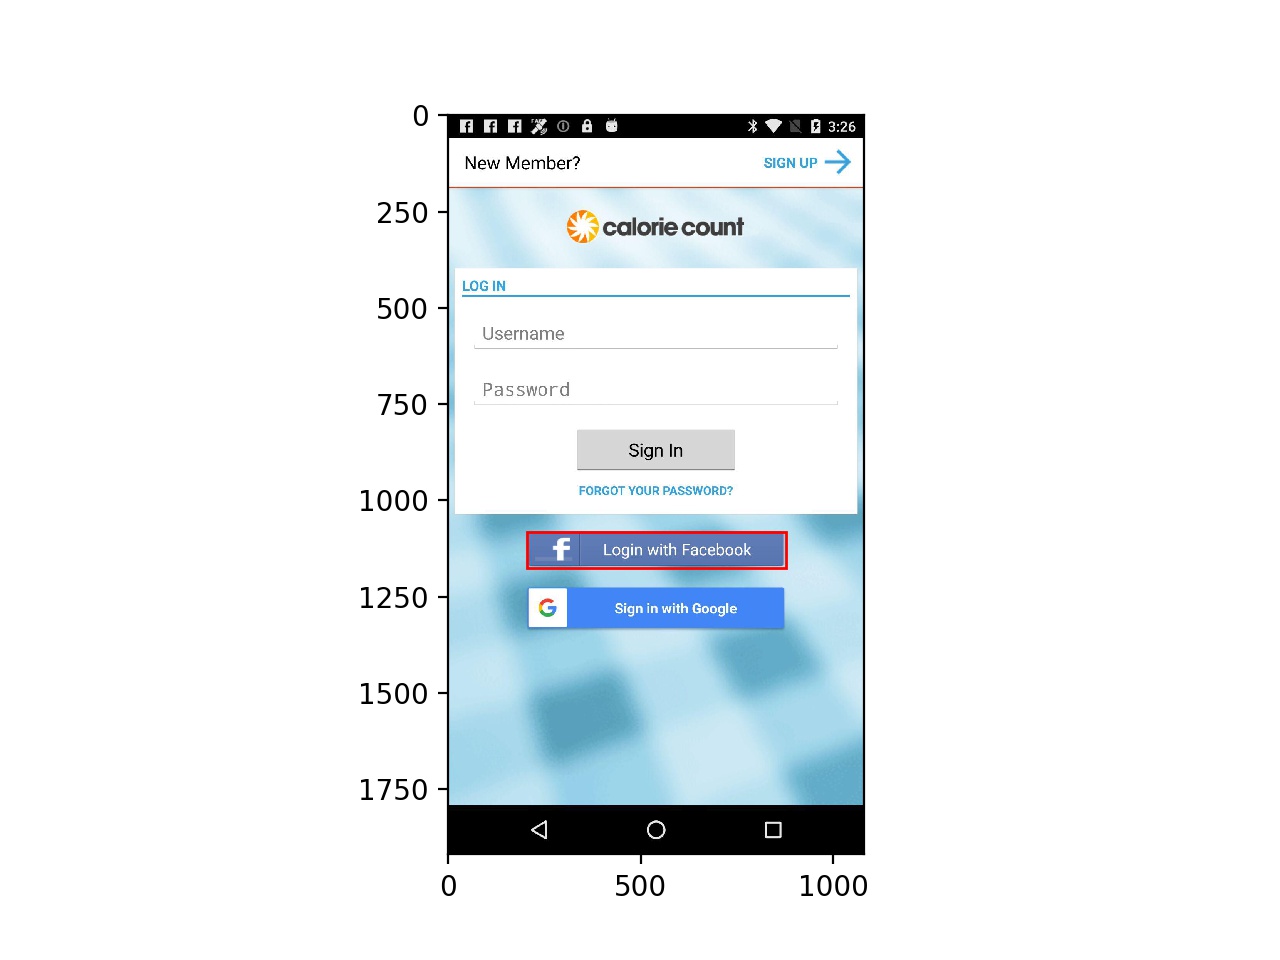 0
3:26
New Member?
SIGN UP
250
calorie count
LOG IN
500
Username
750
Password
Sign In
1000
FORGOT YOUR PASSWORD?
f Login with Facebook
1250
G Sign in with Google
1500
1750
0 500 1000